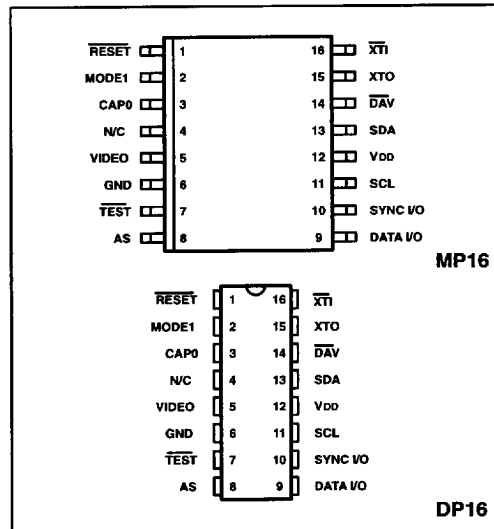 RESET 1 16 XTI
MODE1 2 15 XTO
CAP0 3 14 DAV
N/C 4 13 SDA
VIDEO 5 12 VDD
GND 6 11 SCL
TEST 7 10 SYNC I/O
AS 8 9 DATA I/O
MP16
RESET 1 16 XTI
MODE1 2 15 XTO
CAP0 3 14 DAV
N/C 4 13 SDA
VIDEO 5 12 VDD
GND 6 11 SCL
TEST 7 10 SYNC I/O
AS 8 9 DATA I/O
DP16